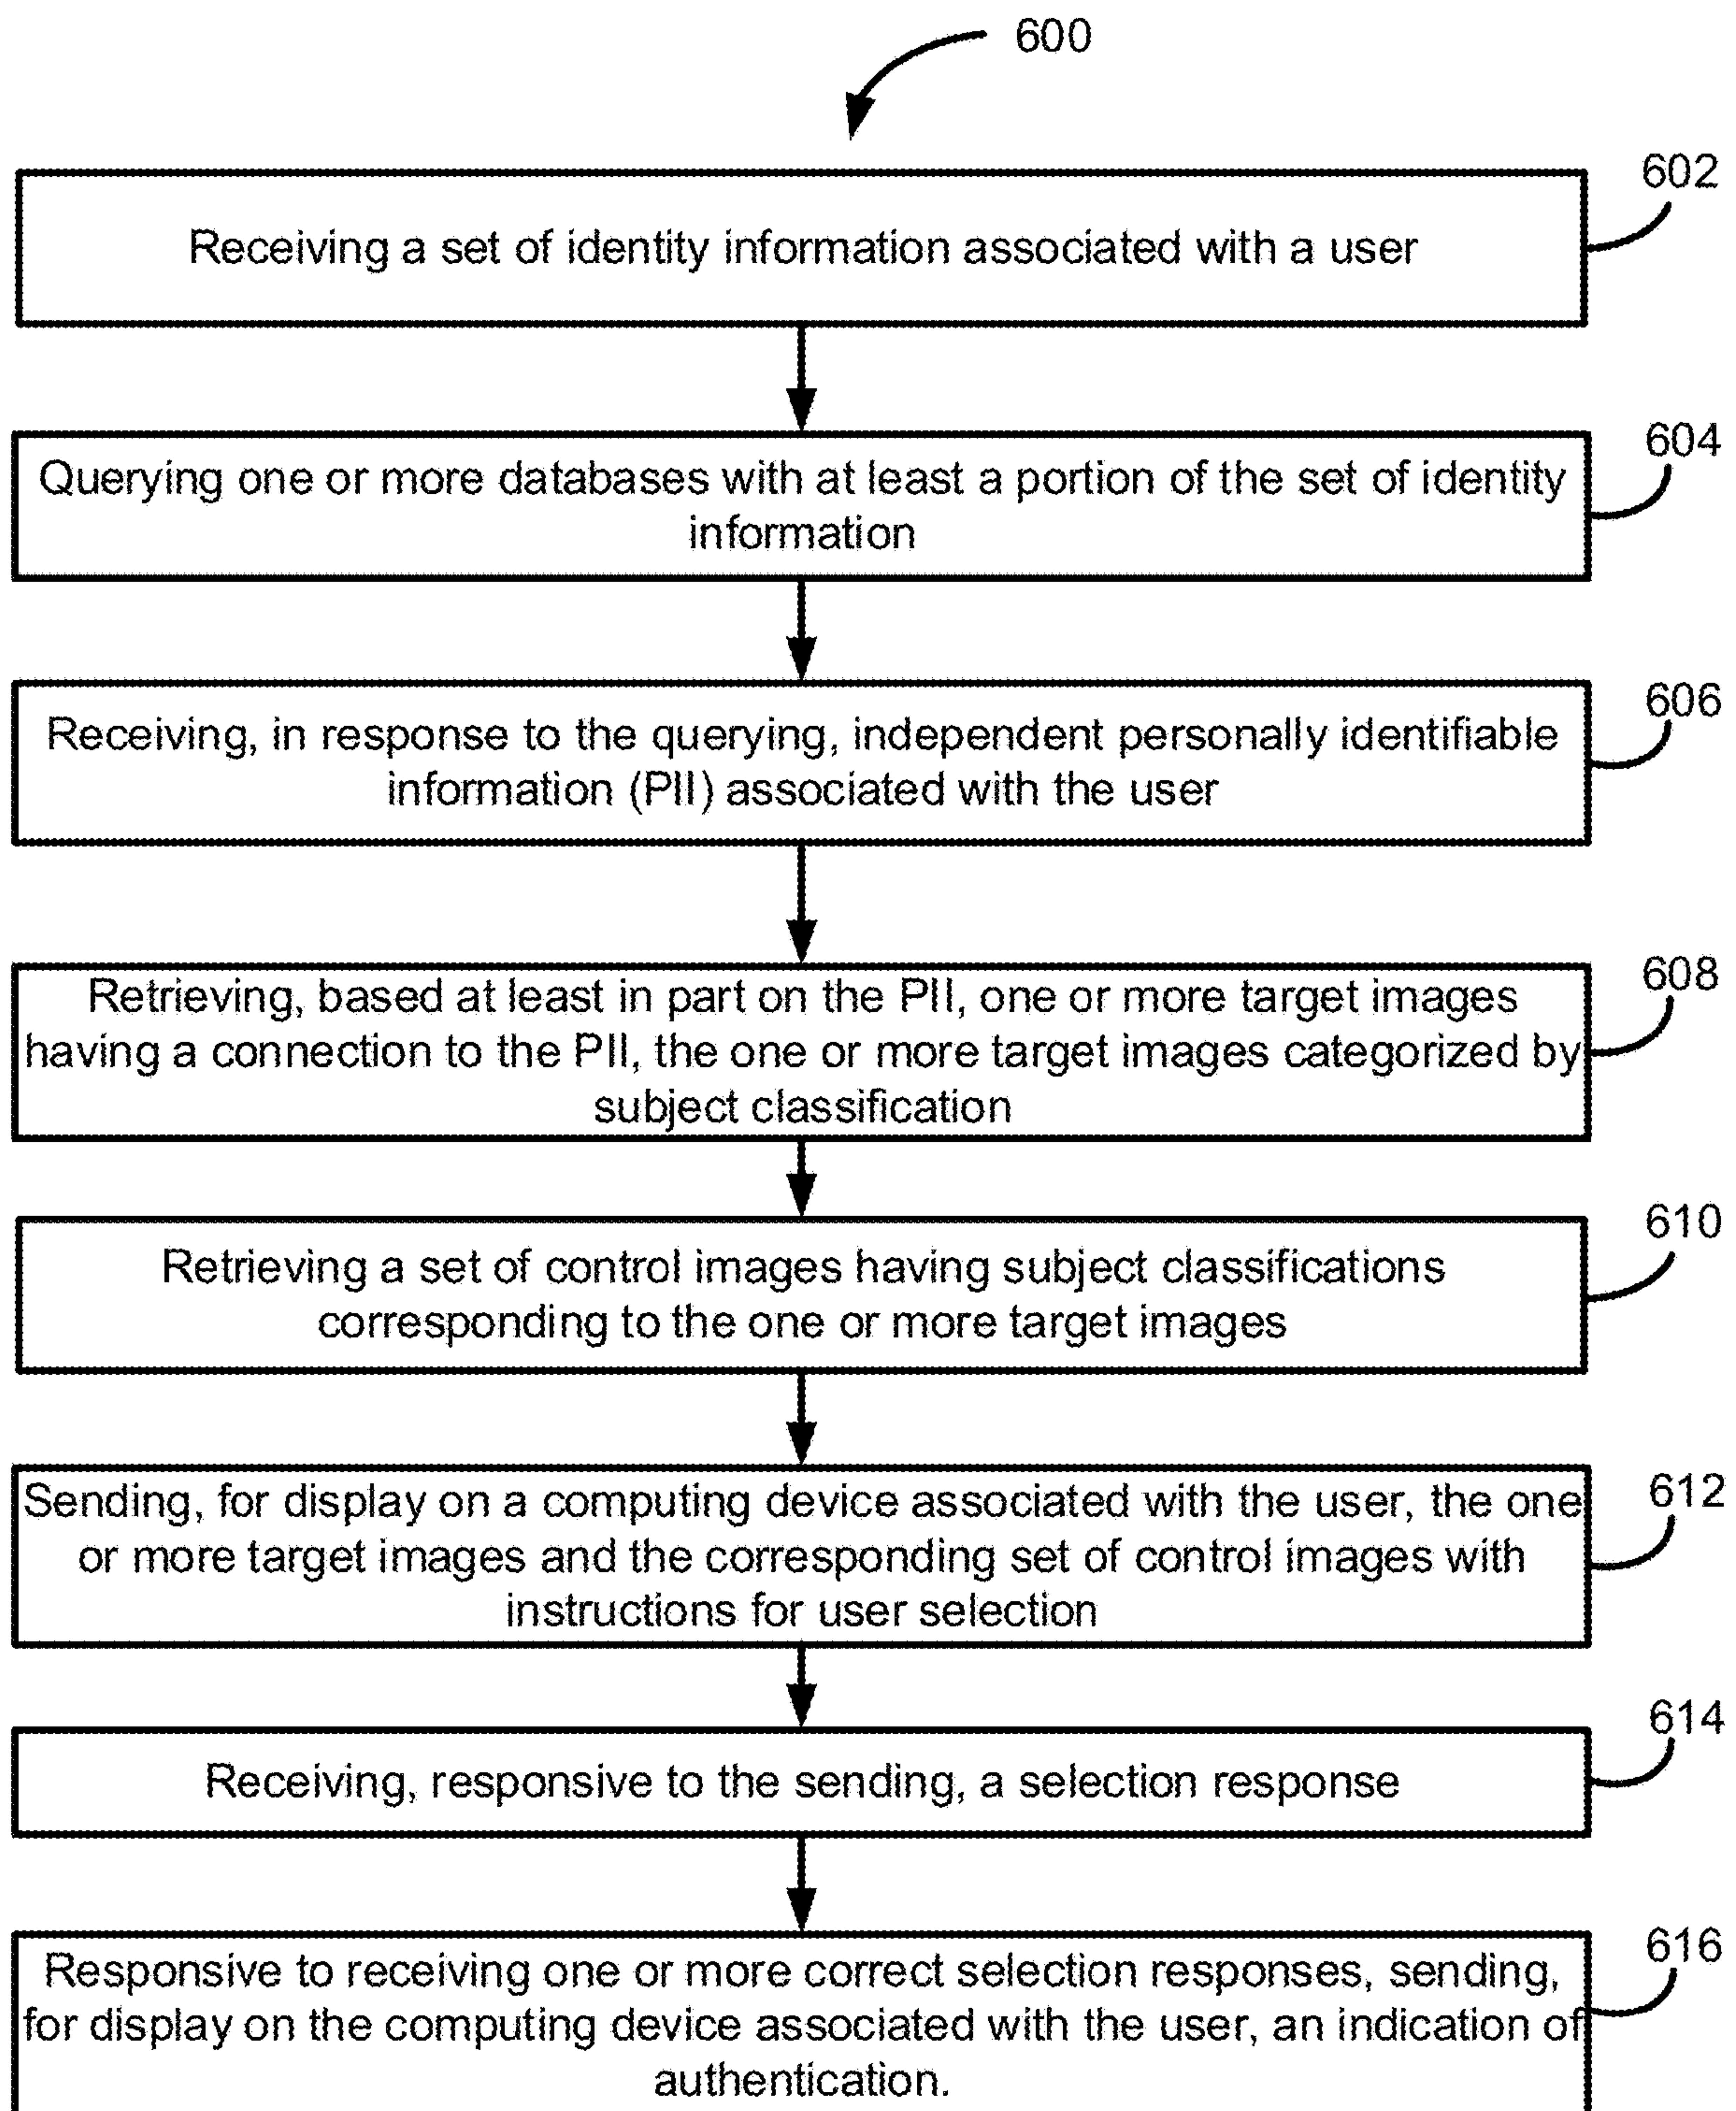 600
602
Receiving a set of identity information associated with a user
604
Querying one or more databases with at least a portion of the set of identity
information
606
Receiving, in response to the querying, independent personally identifiable
information (PII) associated with the user
608
Retrieving, based at least in part on the PII, one or more target images
having a connection to the PII, the one or more target images categorized by
subject classification
610
Retrieving a set of control images having subject classifications
corresponding to the one or more target images
612
Sending, for display on a computing device associated with the user, the one
or more target images and the corresponding set of control images with
instructions for user selection
614
Receiving, responsive to the sending, a selection response
616
Responsive to receiving one or more correct selection responses, sending,
for display on the computing device associated with the user, an indication of
authentication.